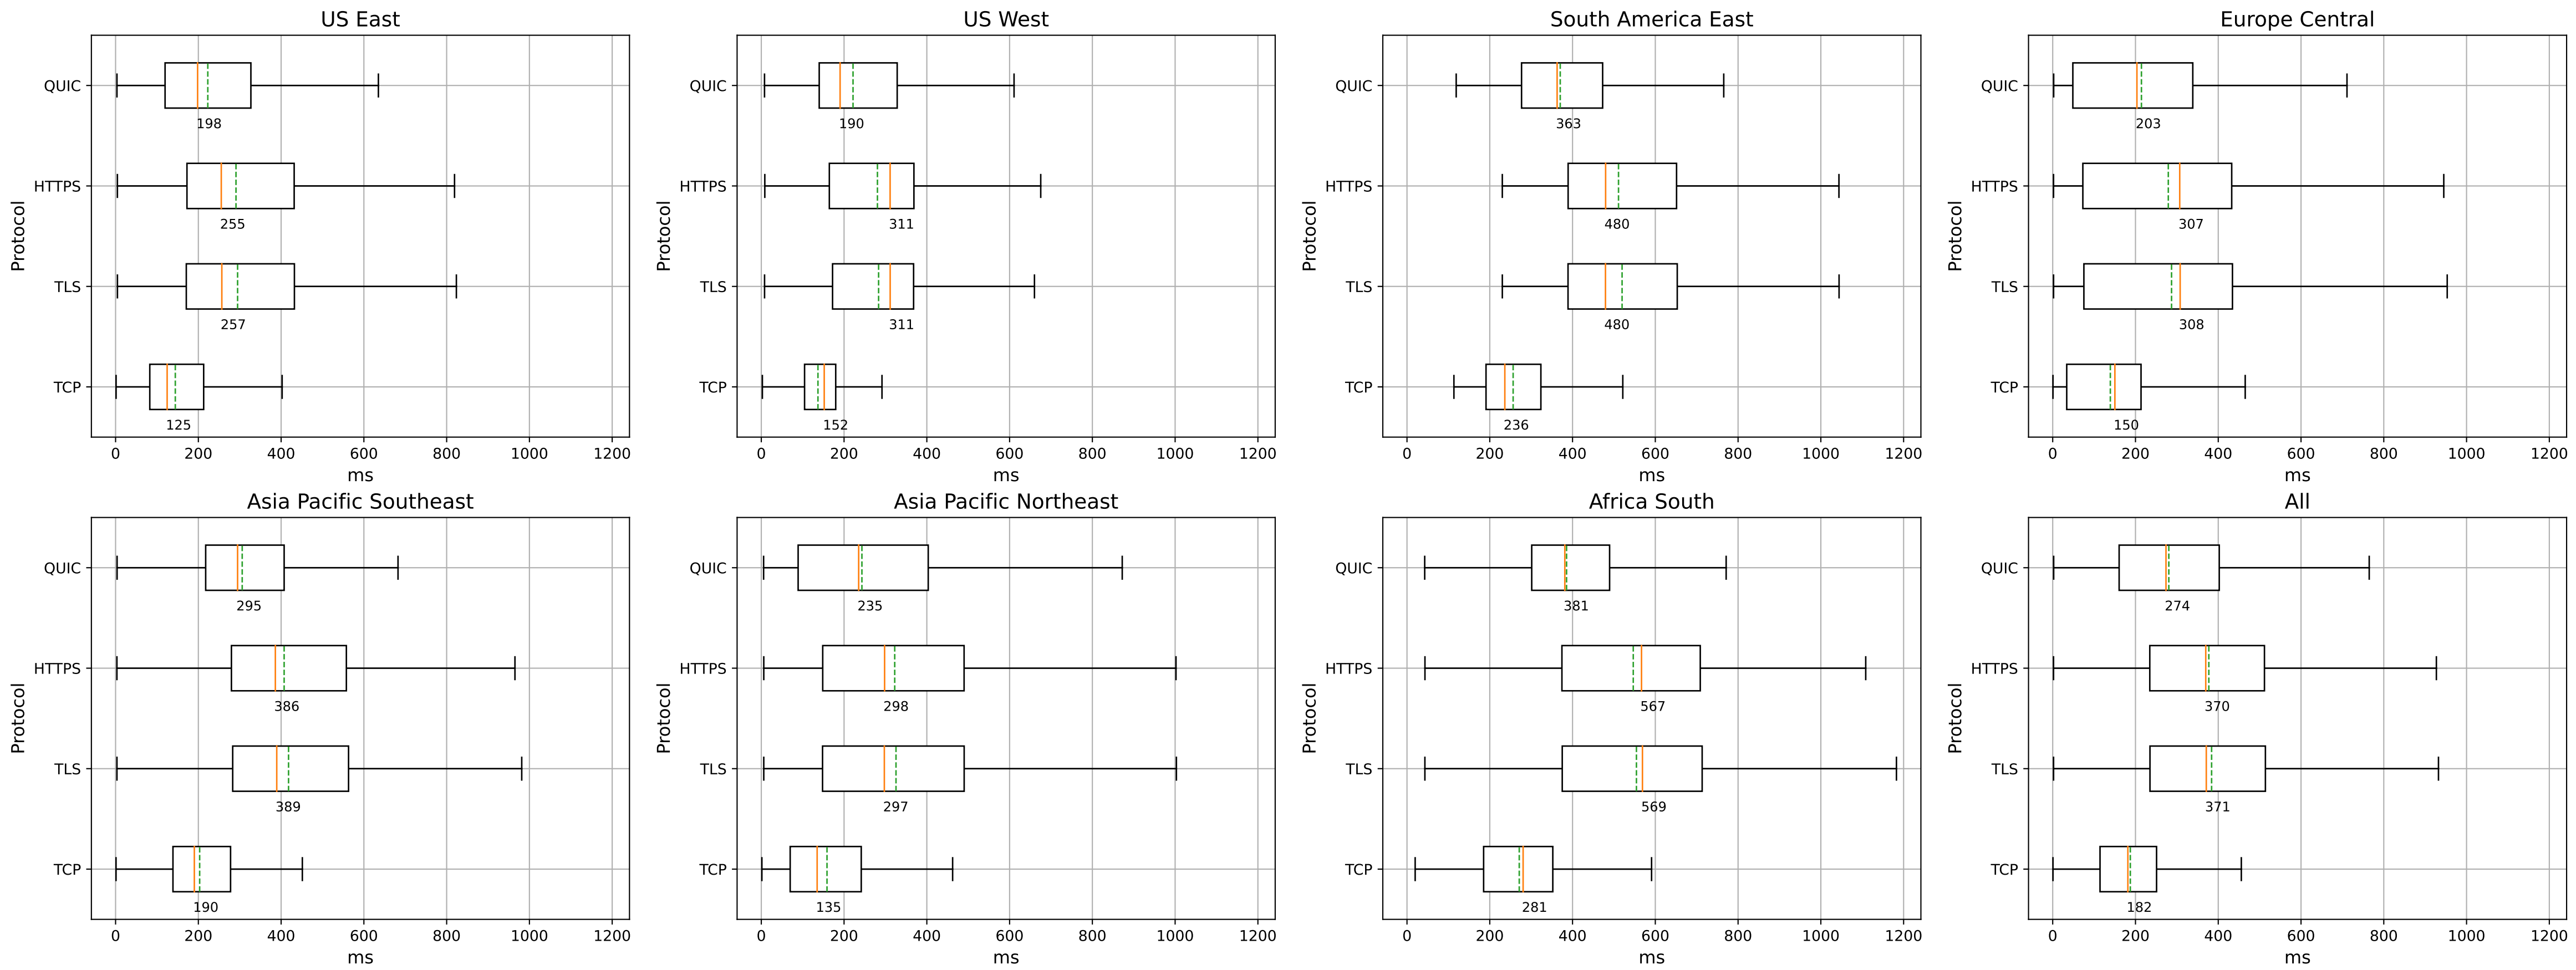 US East
QUIC
198
HTTPS
255
TLS
257
TCP
125
0 200 400 600 800 1000 1200
ms
Protocol
US West
QUIC
190
HTTPS
311
TLS
311
TCP
152
0 200 400 600 800 1000 1200
ms
Protocol
South America East
QUIC
363
HTTPS
480
TLS
480
TCP
236
0 200 400 600 800 1000 1200
ms
Protocol
Europe Central
QUIC
203
HTTPS
307
TLS
308
TCP
150
0 200 400 600 800 1000 1200
ms
Protocol
Asia Pacific Southeast
QUIC
295
HTTPS
386
TLS
389
TCP
190
0 200 400 600 800 1000 1200
ms
Protocol
Asia Pacific Northeast
QUIC
235
HTTPS
298
TLS
297
TCP
135
0 200 400 600 800 1000 1200
ms
Protocol
Africa South
QUIC
381
HTTPS
567
TLS
569
TCP
281
0 200 400 600 800 1000 1200
ms
Protocol
All
QUIC
274
HTTPS
370
TLS
371
TCP
182
0 200 400 600 800 1000 1200
ms
Protocol